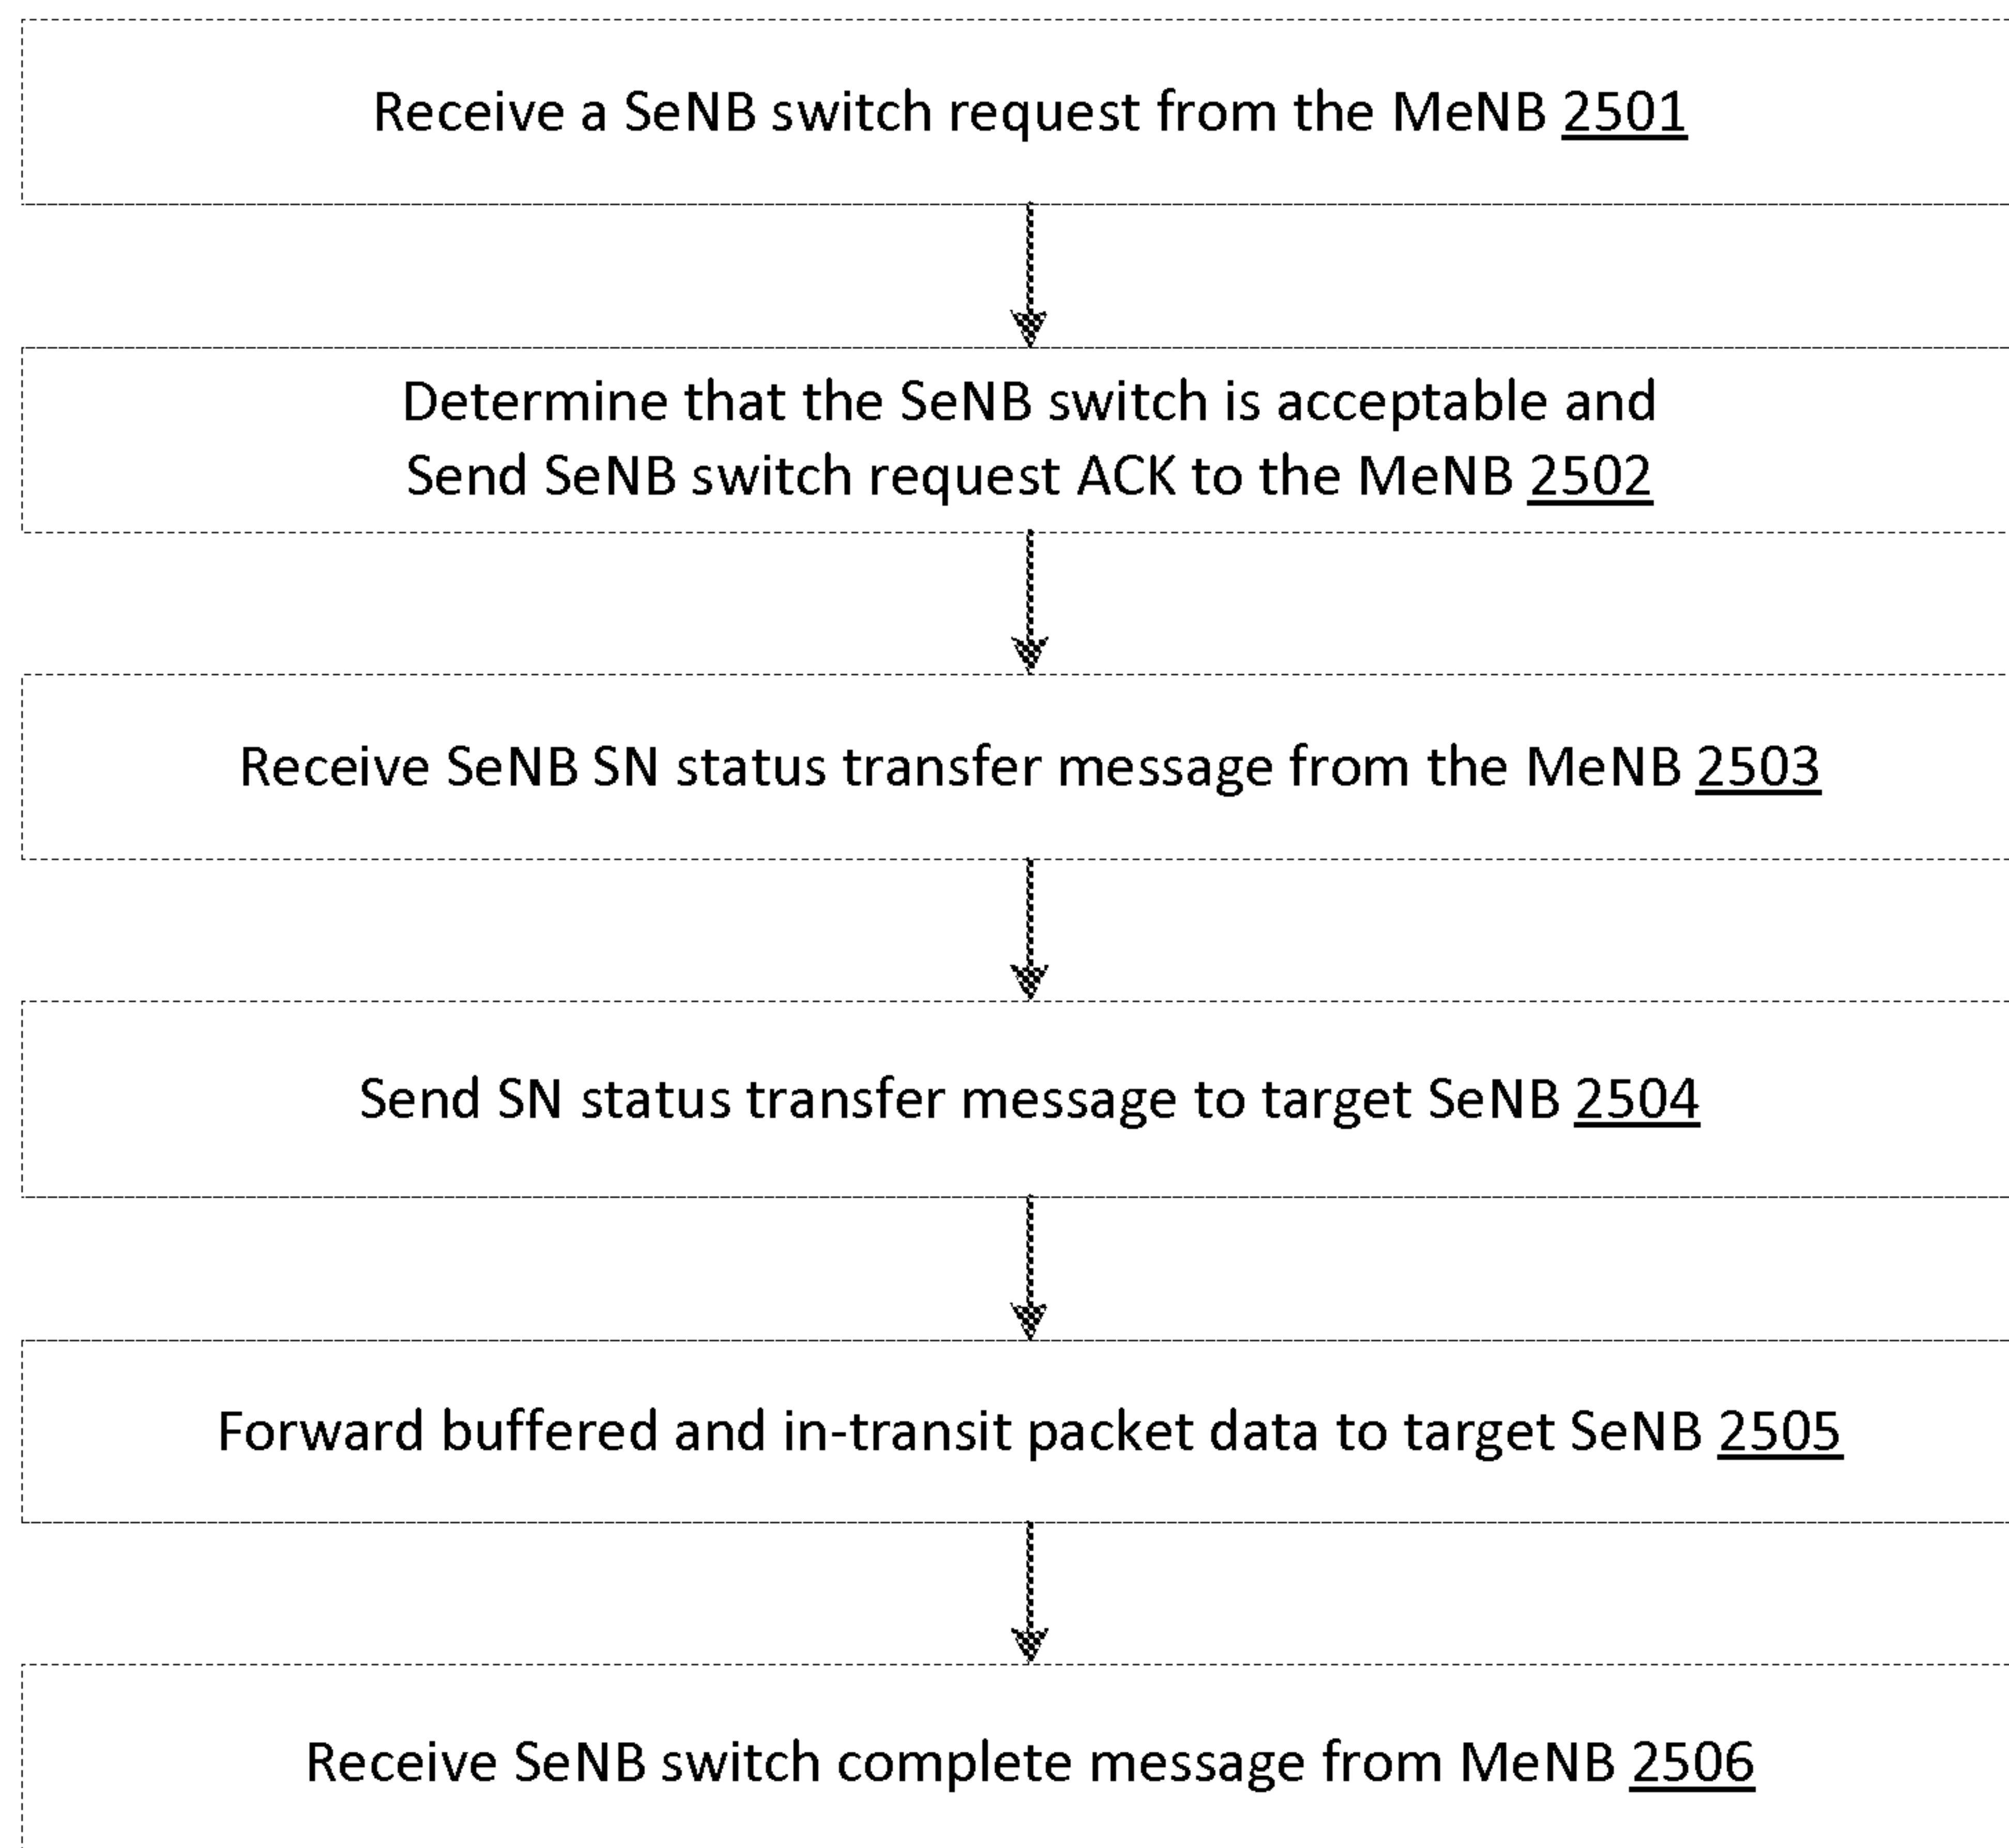 Receive a SeNB switch request from the MeNB 2501
Determine that the SeNB switch is acceptable and
Send SeNB switch request ACK to the MeNB 2502
Receive SeNB SN status transfer message from the MeNB 2503
Send SN status transfer message to target SeNB 2504
Forward buffered and in-transit packet data to target SeNB 2505
Receive SeNB switch complete message from MeNB 2506